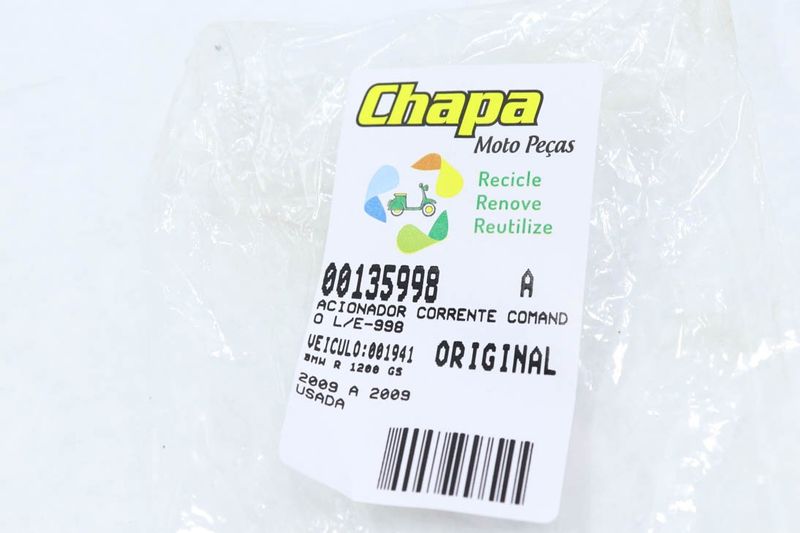 Chapa
Moto Peças
Recicle
Renove
Reutilize
00135998 A
ACIONADOR CORRENTE COMAND
O L/E-998
VEICULO:001941 ORIGINAL
BMW R 1200 GS
2009 A 2009
USADA